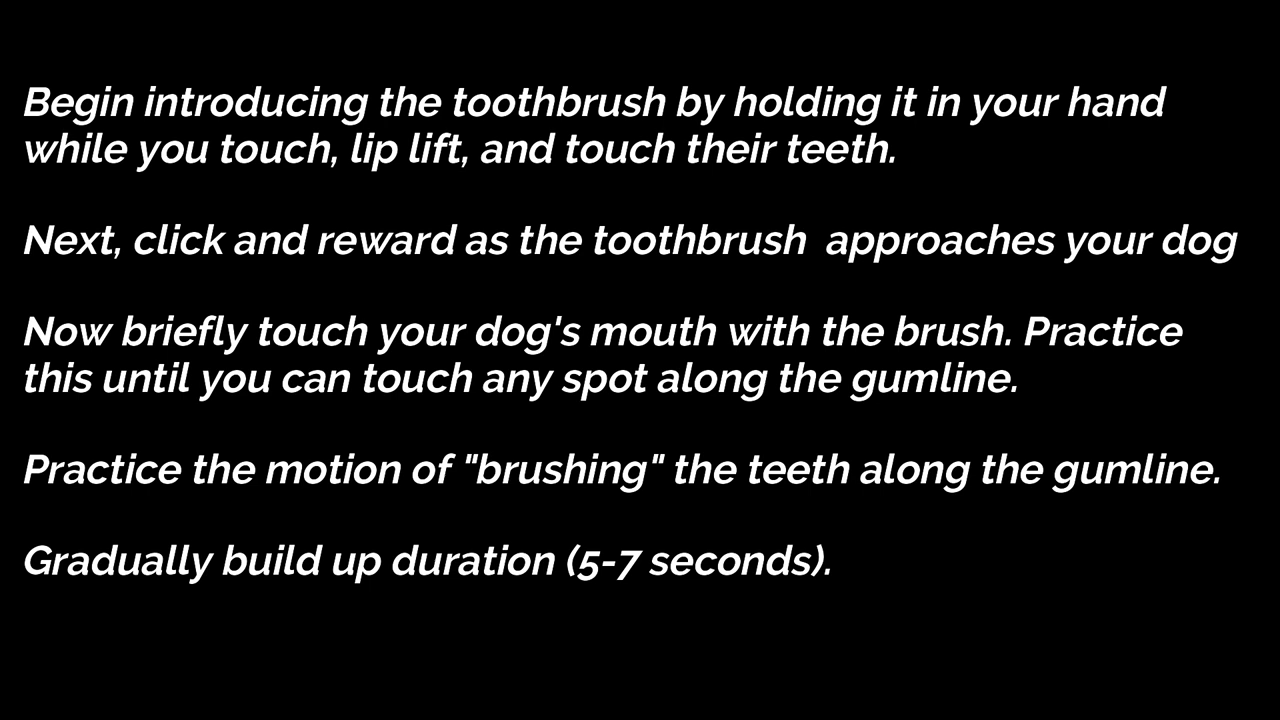 Begin introducing the toothbrush by holding it in your hand
while you touch, lip lift, and touch their teeth.
Next, click and reward as the toothbrush  approaches your dog
Now briefly touch your dog's mouth with the brush. Practice
this until you can touch any spot along the gumline.
Practice the motion of "brushing" the teeth along the gumline.
Gradually build up duration (5-7 seconds).